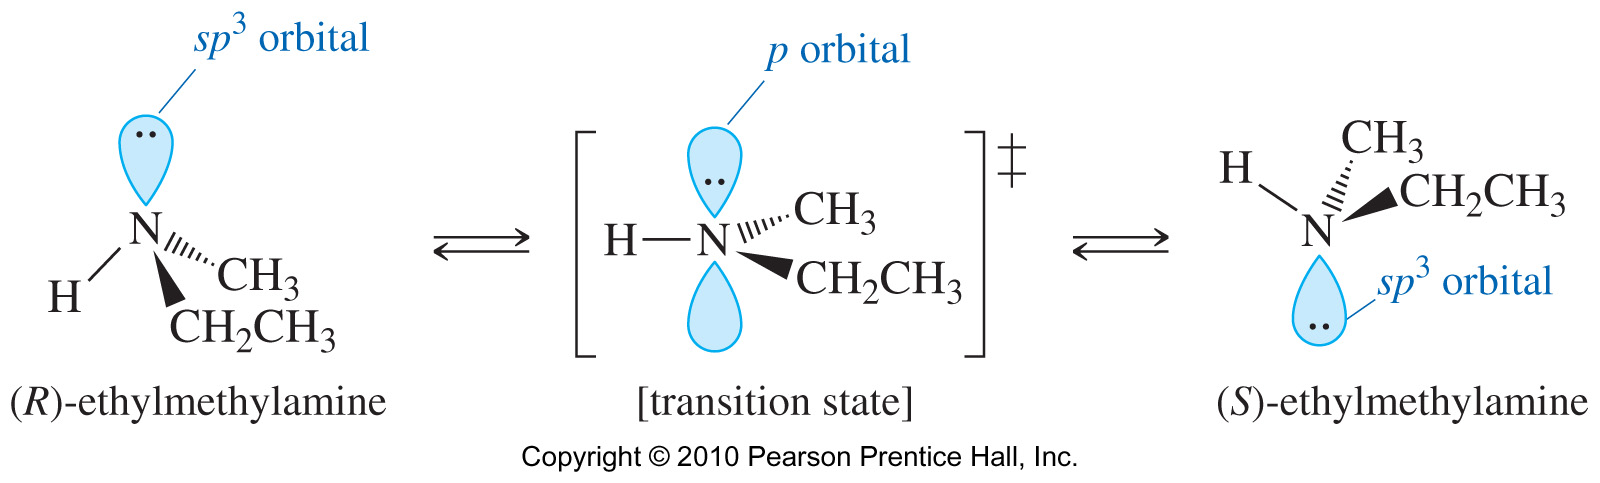 sp³ orbital
p orbital
N
H
CH₃
CH₂CH₃
[
H—N
CH₃
CH₂CH₃
]‡
H
CH₃
CH₂CH₃
N
sp³ orbital
(R)-ethylmethylamine
[transition state]
(S)-ethylmethylamine
Copyright © 2010 Pearson Prentice Hall, Inc.